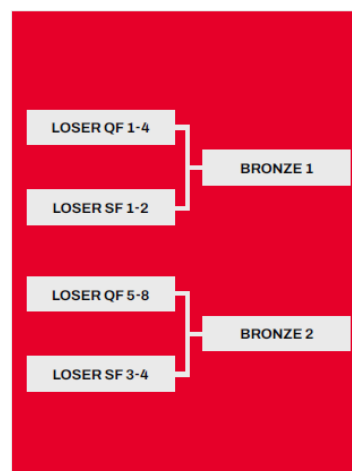 LOSER QF 1-4
BRONZE 1
LOSER SF 1-2
LOSER QF 5-8
BRONZE 2
LOSER SF 3-4